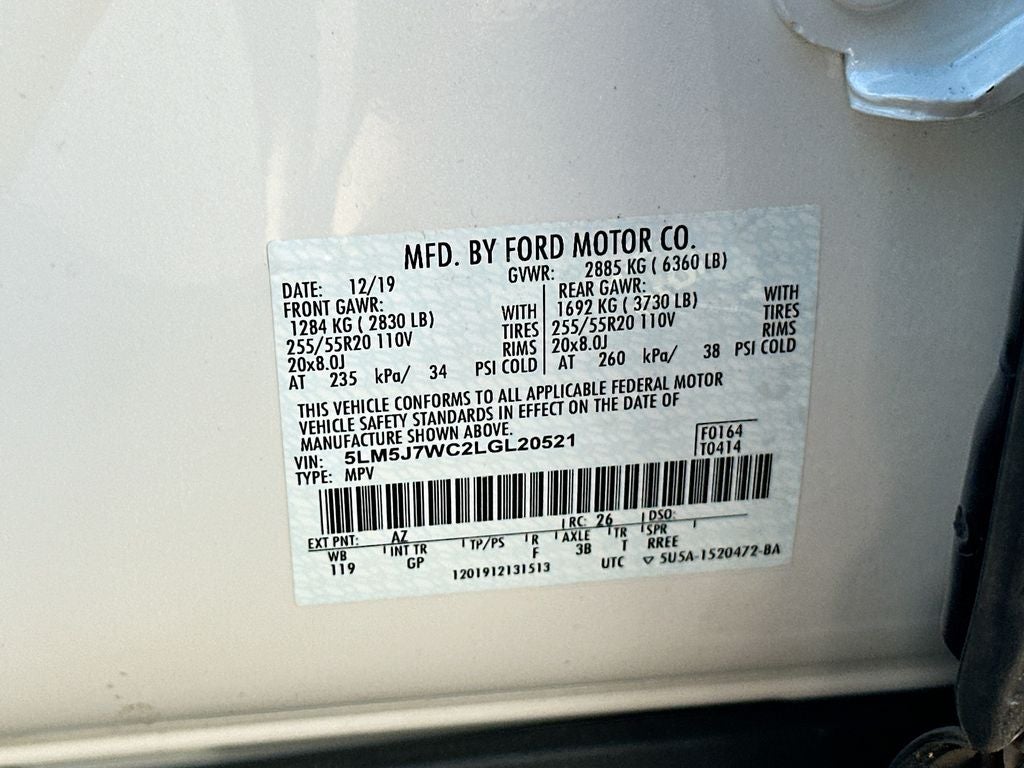 MFD. BY FORD MOTOR CO.
DATE: 12/19 GVWR: 2885 KG ( 6360 LB)
FRONT GAWR: REAR GAWR:
1284 KG ( 2830 LB) WITH 1692 KG ( 3730 LB) WITH
255/55R20 110V TIRES 255/55R20 110V TIRES
20x8.0J RIMS 20x8.0J RIMS
AT 235 kPa/ 34 PSI COLD AT 260 kPa/ 38 PSI COLD
THIS VEHICLE CONFORMS TO ALL APPLICABLE FEDERAL MOTOR
VEHICLE SAFETY STANDARDS IN EFFECT ON THE DATE OF
MANUFACTURE SHOWN ABOVE.
VIN: 5LM5J7WC2LGL20521 F0164
TYPE: MPV T0414
EXT PNT: AZ RC: 26 DSO:
WB INT TR TP/PS R AXLE TR SPR
119 GP F 3B T RREE
1201912131513 UTC ▽ 5U5A-1520472-BA